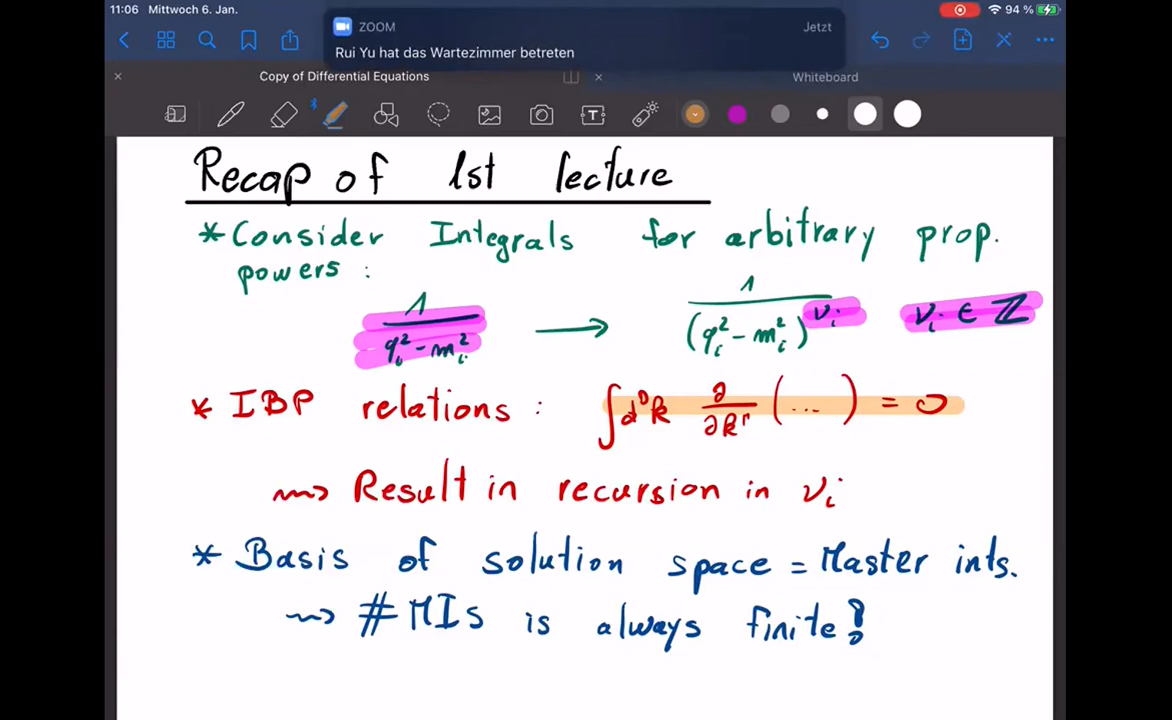 11:06 Mittwoch 6. Jan.
94 %
ZOOM
Jetzt
Rui Yu hat das Wartezimmer betreten
Copy of Differential Equations
Whiteboard
Recap of 1st lecture
* Consider Integrals for arbitrary prop.
powers :
1/(q_i^2 - m_i^2) → 1/(q_i^2 - m_i^2)^{ν_i} ν_i ∈ ℤ
* IBP relations : ∫ d^D k ∂/∂k^μ (...) = 0
⇝ Result in recursion in ν_i
* Basis of solution space = Master ints.
⇝ # MIs is always finite!